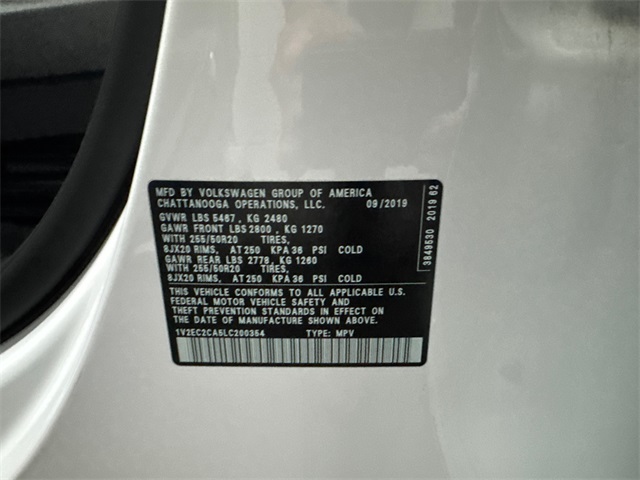 MFD BY VOLKSWAGEN GROUP OF AMERICA
CHATTANOOGA OPERATIONS, LLC. 09/2019
GVWR LBS 5467, KG 2480
GAWR FRONT LBS 2800, KG 1270
WITH 255/50R20 TIRES,
8JX20 RIMS, AT 250 KPA 36 PSI COLD
GAWR REAR LBS 2778, KG 1260
WITH 255/50R20 TIRES,
8JX20 RIMS, AT 250 KPA 36 PSI COLD
THIS VEHICLE CONFORMS TO ALL APPLICABLE U.S.
FEDERAL MOTOR VEHICLE SAFETY AND
THEFT PREVENTION STANDARDS IN EFFECT ON
THE DATE OF MANUFACTURE SHOWN ABOVE.
1V2EC2CA5LC200354 TYPE: MPV
3849530 2019 62